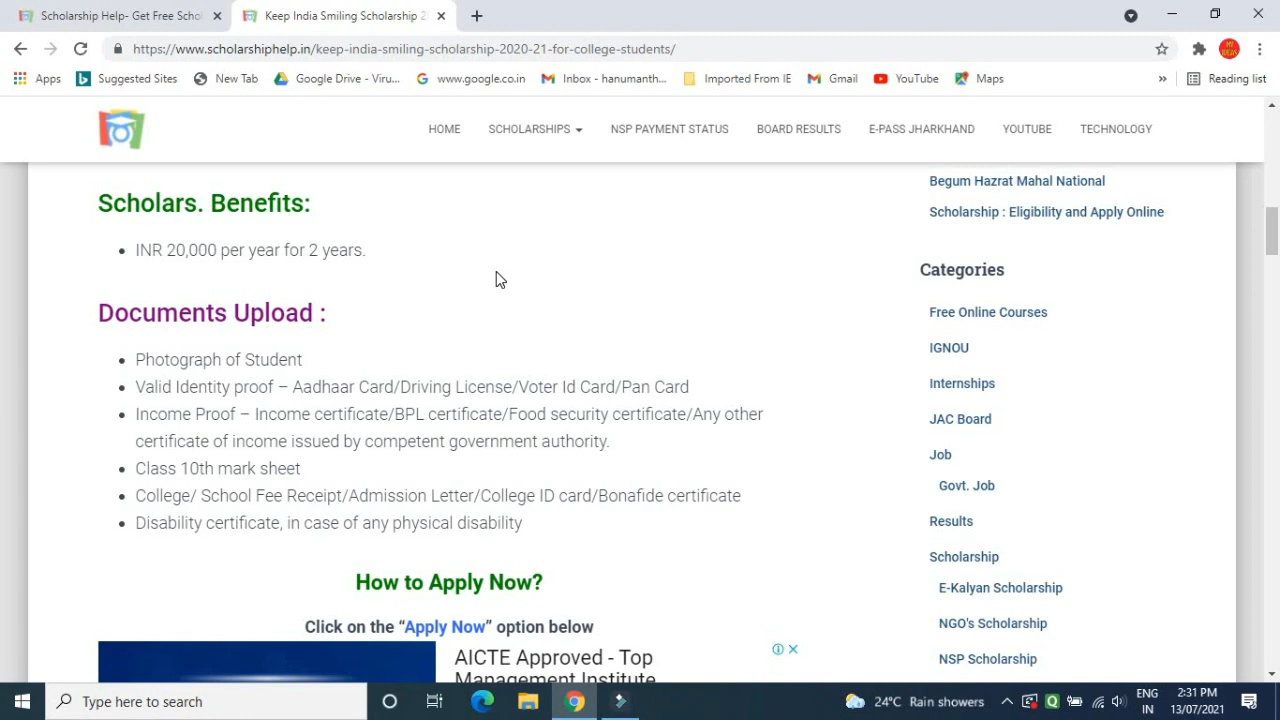 Scholarship Help- Get Free Scho
Keep India Smiling Scholarship 2
https://www.scholarshiphelp.in/keep-india-smiling-scholarship-2020-21-for-college-students/
Apps
Suggested Sites
New Tab
Google Drive - Viru...
www.google.co.in
Inbox - hanumanth...
Imported From IE
Gmail
YouTube
Maps
»
Reading list
HOME
SCHOLARSHIPS
NSP PAYMENT STATUS
BOARD RESULTS
E-PASS JHARKHAND
YOUTUBE
TECHNOLOGY
Scholars. Benefits:
• INR 20,000 per year for 2 years.
Documents Upload :
• Photograph of Student
• Valid Identity proof – Aadhaar Card/Driving License/Voter Id Card/Pan Card
• Income Proof – Income certificate/BPL certificate/Food security certificate/Any other
certificate of income issued by competent government authority.
• Class 10th mark sheet
• College/ School Fee Receipt/Admission Letter/College ID card/Bonafide certificate
• Disability certificate, in case of any physical disability
How to Apply Now?
Click on the “Apply Now” option below
AICTE Approved - Top
Management Institute
Begum Hazrat Mahal National
Scholarship : Eligibility and Apply Online
Categories
Free Online Courses
IGNOU
Internships
JAC Board
Job
Govt. Job
Results
Scholarship
E-Kalyan Scholarship
NGO's Scholarship
NSP Scholarship
Type here to search
24°C Rain showers
ENG
IN
2:31 PM
13/07/2021